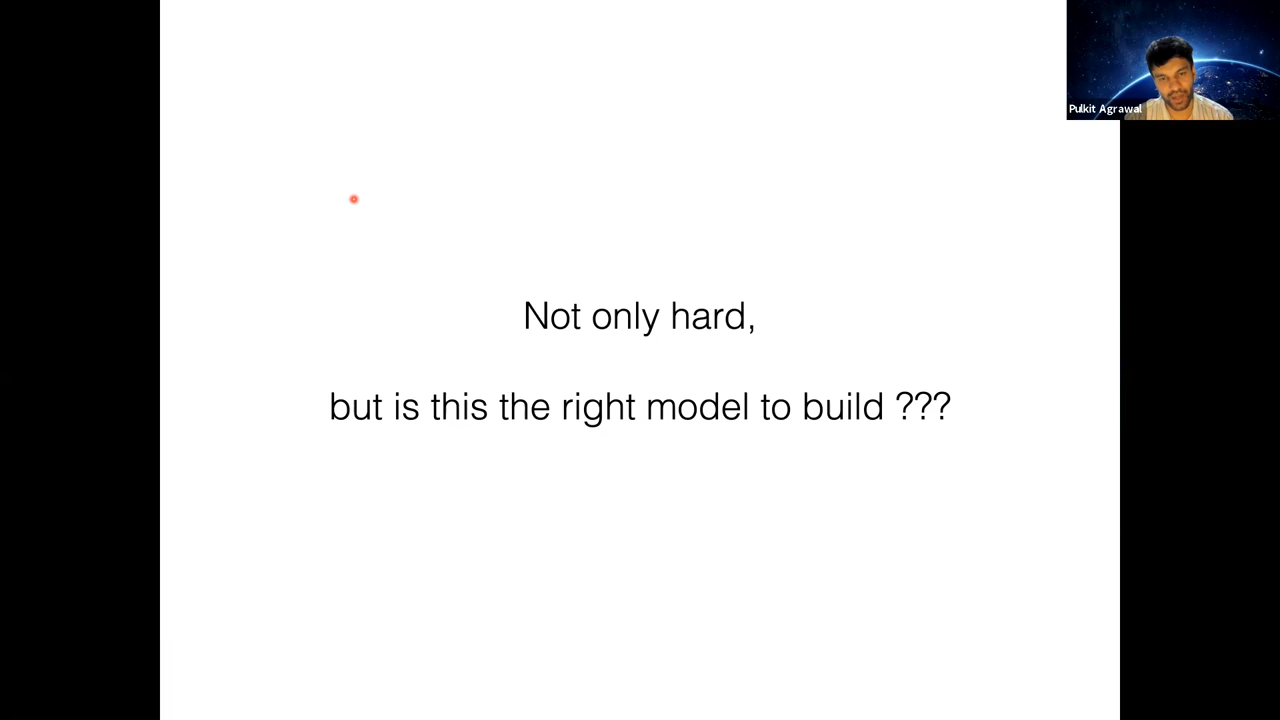 Pulkit Agrawal
Not only hard,
but is this the right model to build ???